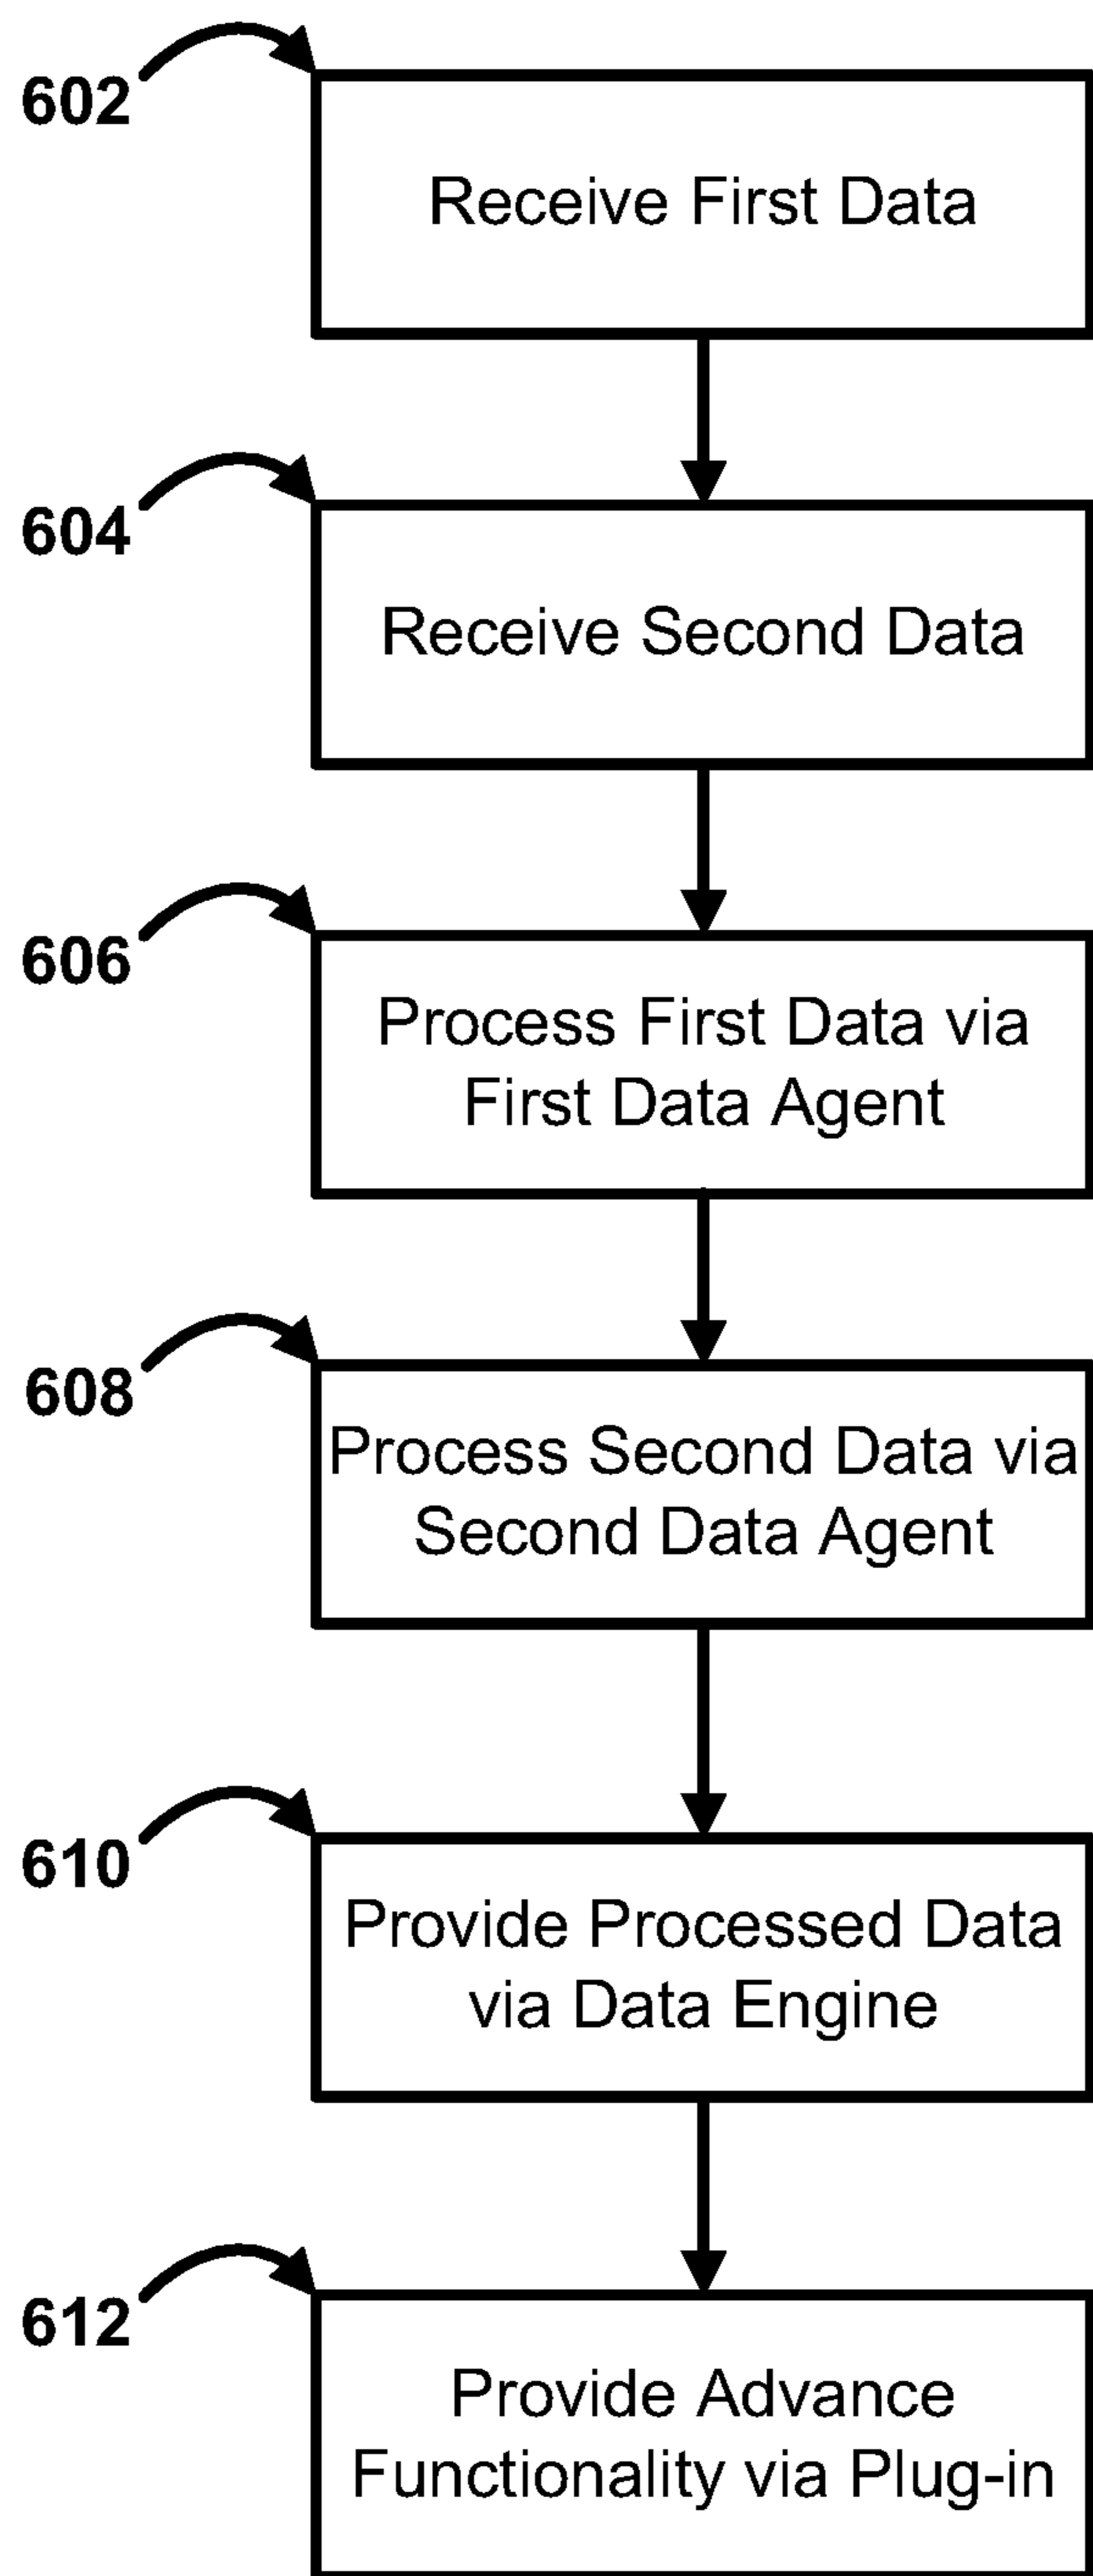 602
Receive First Data
604
Receive Second Data
606
Process First Data via
First Data Agent
608
Process Second Data via
Second Data Agent
610
Provide Processed Data
via Data Engine
612
Provide Advance
Functionality via Plug-in